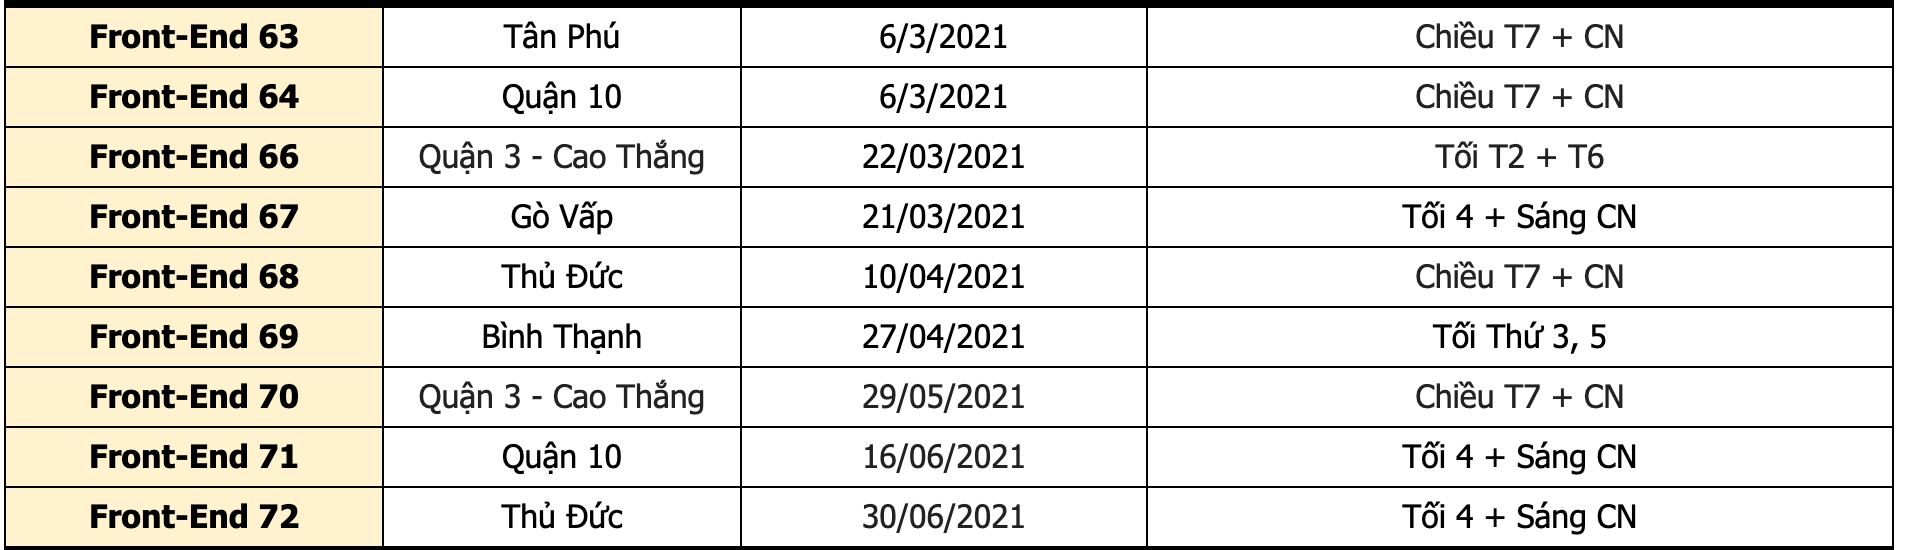 Front-End 63 Tân Phú 6/3/2021 Chiều T7 + CN
Front-End 64 Quận 10 6/3/2021 Chiều T7 + CN
Front-End 66 Quận 3 - Cao Thắng 22/03/2021 Tối T2 + T6
Front-End 67 Gò Vấp 21/03/2021 Tối 4 + Sáng CN
Front-End 68 Thủ Đức 10/04/2021 Chiều T7 + CN
Front-End 69 Bình Thạnh 27/04/2021 Tối Thứ 3, 5
Front-End 70 Quận 3 - Cao Thắng 29/05/2021 Chiều T7 + CN
Front-End 71 Quận 10 16/06/2021 Tối 4 + Sáng CN
Front-End 72 Thủ Đức 30/06/2021 Tối 4 + Sáng CN